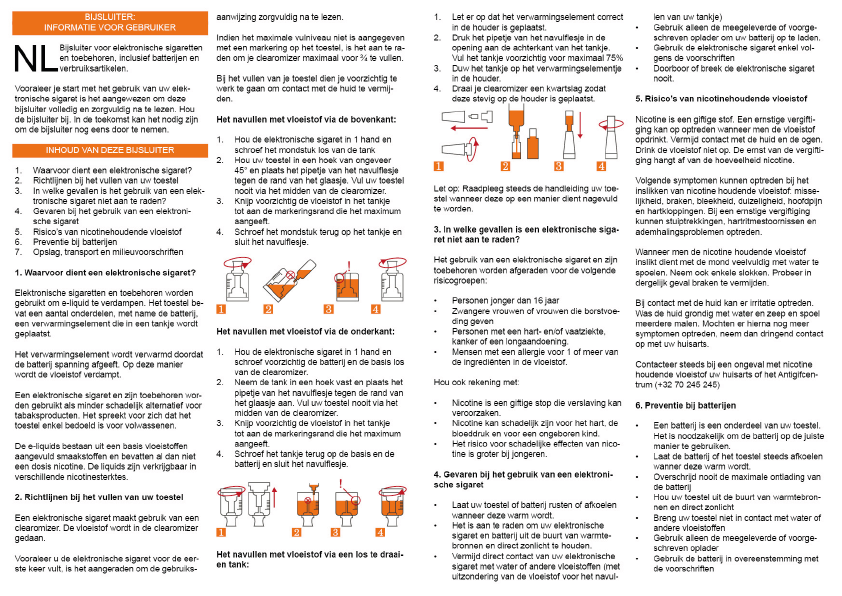 BIJSLUITER:
INFORMATIE VOOR GEBRUIKER
NL
Bijsluiter voor elektronische sigaretten
en toebehoren, inclusief batterijen en
verbruiksartikelen.
Vooraleer je start met het gebruik van uw elek-
tronische sigaret is het aangewezen om deze
bijsluiter volledig en zorgvuldig na te lezen. Hou
de bijsluiter bij. In de toekomst kan het nodig zijn
om de bijsluiter nog eens door te nemen.
INHOUD VAN DEZE BIJSLUITER
1. Waarvoor dient een elektronische sigaret?
2. Richtlijnen bij het vullen van uw toestel
3. In welke gevallen is het gebruik van een elek-
tronische sigaret niet aan te raden?
4. Gevaren bij het gebruik van een elektroni-
sche sigaret
5. Risico's van nicotinehoudende vloeistof
6. Preventie bij batterijen
7. Opslag, transport en milieuvoorschriften
1. Waarvoor dient een elektronische sigaret?
Elektronische sigaretten en toebehoren worden
gebruikt om e-liquid te verdampen. Het toestel be-
vat een aantal onderdelen, met name de batterij,
een verwarmingselement die in een tankje wordt
geplaatst.
Het verwarmingselement wordt verwarmd doordat
de batterij spanning afgeeft. Op deze manier
wordt de vloeistof verdampt.
Een elektronische sigaret en zijn toebehoren wor-
den gebruikt als minder schadelijk alternatief voor
tabaksproducten. Het spreekt voor zich dat het
toestel enkel bedoeld is voor volwassenen.
De e-liquids bestaan uit een basis vloeistoffen
aangevuld smaakstoffen en bevatten al dan niet
een dosis nicotine. De liquids zijn verkrijgbaar in
verschillende nicotinesterktes.
2. Richtlijnen bij het vullen van uw toestel
Een elektronische sigaret maakt gebruik van een
clearomizer. De vloeistof wordt in de clearomizer
gedaan.
Vooraleer u de elektronische sigaret voor de eer-
ste keer vult, is het aangeraden om de gebruiks-
aanwijzing zorgvuldig na te lezen.
Indien het maximale vulniveau niet is aangegeven
met een markering op het toestel, is het aan te ra-
den om je clearomizer maximaal voor ¾ te vullen.
Bij het vullen van je toestel dien je voorzichtig te
werk te gaan om contact met de huid te vermij-
den.
Het navullen met vloeistof via de bovenkant:
1. Hou de elektronische sigaret in 1 hand en
schroef het mondstuk los van de tank
2. Hou uw toestel in een hoek van ongeveer
45° en plaats het pipetje van het navulflesje
tegen de rand van het glaasje. Vul uw toestel
nooit via het midden van de clearomizer.
3. Knijp voorzichtig de vloeistof in het tankje
tot aan de markeringsrand die het maximum
aangeeft.
4. Schroef het mondstuk terug op het tankje en
sluit het navulflesje.
1 2 3 4
Het navullen met vloeistof via de onderkant:
1. Hou de elektronische sigaret in 1 hand en
schroef voorzichtig de batterij en de basis los
van de clearomizer.
2. Neem de tank in een hoek vast en plaats het
pipetje van het navulflesje tegen de rand van
het glaasje aan. Vul uw toestel nooit via het
midden van de clearomizer.
3. Knijp voorzichtig de vloeistof in het tankje
tot aan de markeringsrand die het maximum
aangeeft.
4. Schroef het tankje terug op de basis en de
batterij en sluit het navulflesje.
1 2 3 4
Het navullen met vloeistof via een los te draai-
en tank:
1. Let er op dat het verwarmingselement correct
in de houder is geplaatst.
2. Druk het pipetje van het navulflesje in de
opening aan de achterkant van het tankje.
Vul het tankje voorzichtig voor maximaal 75%
3. Duw het tankje op het verwarmingselementje
in de houder.
4. Draai je clearomizer een kwartslag zodat
deze stevig op de houder is geplaatst.
1 2 3 4
Let op: Raadpleeg steeds de handleiding uw toe-
stel wanneer deze op een manier dient nagevuld
te worden.
3. In welke gevallen is een elektronische siga-
ret niet aan te raden?
Het gebruik van een elektronische sigaret en zijn
toebehoren worden afgeraden voor de volgende
risicogroepen:
• Personen jonger dan 16 jaar
• Zwangere vrouwen of vrouwen die borstvoe-
ding geven
• Personen met een hart- en/of vaatziekte,
kanker of een longaandoening.
• Mensen met een allergie voor 1 of meer van
de ingrediënten in de vloeistof.
Hou ook rekening met:
• Nicotine is een giftige stop die verslaving kan
veroorzaken.
• Nicotine kan schadelijk zijn voor het hart, de
bloeddruk en voor een ongeboren kind.
• Het risico voor schadelijke effecten van nico-
tine is groter bij jongeren.
4. Gevaren bij het gebruik van een elektroni-
sche sigaret
• Laat uw toestel of batterij rusten of afkoelen
wanneer deze warm wordt.
• Het is aan te raden om uw elektronische
sigaret en batterij uit de buurt van warmte-
bronnen en direct zonlicht te houden.
• Vermijd direct contact van uw elektronische
sigaret met water of andere vloeistoffen (met
uitzondering van de vloeistof voor het navul-
len van uw tankje)
• Gebruik alleen de meegeleverde of voorge-
schreven oplader om uw batterij op te laden.
• Gebruik de elektronische sigaret enkel vol-
gens de voorschriften
• Doorboor of breek de elektronische sigaret
nooit.
5. Risico's van nicotinehoudende vloeistof
Nicotine is een giftige stof. Een ernstige vergifti-
ging kan op optreden wanneer men de vloeistof
opdrinkt. Vermijd contact met de huid en de ogen.
Drink de vloeistof niet op. De ernst van de vergifti-
ging hangt af van de hoeveelheid nicotine.
Volgende symptomen kunnen optreden bij het
inslikken van nicotine houdende vloeistof: misse-
lijkheid, braken, bleekheid, duizeligheid, hoofdpijn
en hartkloppingen. Bij een ernstige vergiftiging
kunnen stuiptrekkingen, hartritmestoornissen en
ademhalingsproblemen optreden.
Wanneer men de nicotine houdende vloeistof
inslikt dient met de mond veelvuldig met water te
spoelen. Neem ook enkele slokken. Probeer in
dergelijk geval braken te vermijden.
Bij contact met de huid kan er irritatie optreden.
Was de huid grondig met water en zeep en spoel
meerdere malen. Mochten er hierna nog meer
symptomen optreden, neem dan dringend contact
op met uw huisarts.
Contacteer steeds bij een ongeval met nicotine
houdende vloeistof uw huisarts of het Antigifcen-
trum (+32 70 245 245)
6. Preventie bij batterijen
• Een batterij is een onderdeel van uw toestel.
Het is noodzakelijk om de batterij op de juiste
manier te gebruiken.
• Laat de batterij of het toestel steeds afkoelen
wanneer deze warm wordt.
• Overschrijd nooit de maximale ontlading van
de batterij
• Hou uw toestel uit de buurt van warmtebron-
nen en direct zonlicht
• Breng uw toestel niet in contact met water of
andere vloeistoffen
• Gebruik alleen de meegeleverde of voorge-
schreven oplader
• Gebruik de batterij in overeenstemming met
de voorschriften